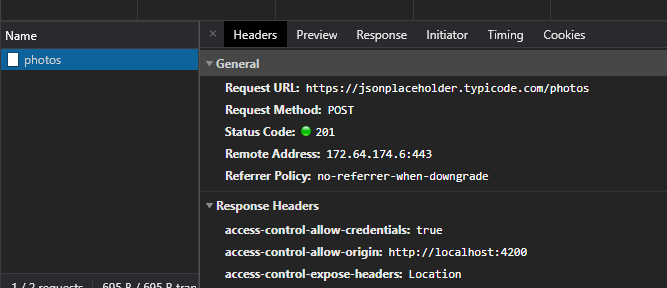 Name
× Headers Preview Response Initiator Timing Cookies
photos
General
Request URL: https://jsonplaceholder.typicode.com/photos
Request Method: POST
Status Code: 201
Remote Address: 172.64.174.6:443
Referrer Policy: no-referrer-when-downgrade
Response Headers
access-control-allow-credentials: true
access-control-allow-origin: http://localhost:4200
access-control-expose-headers: Location
1 / 2 requests 695 B / 695 B tran